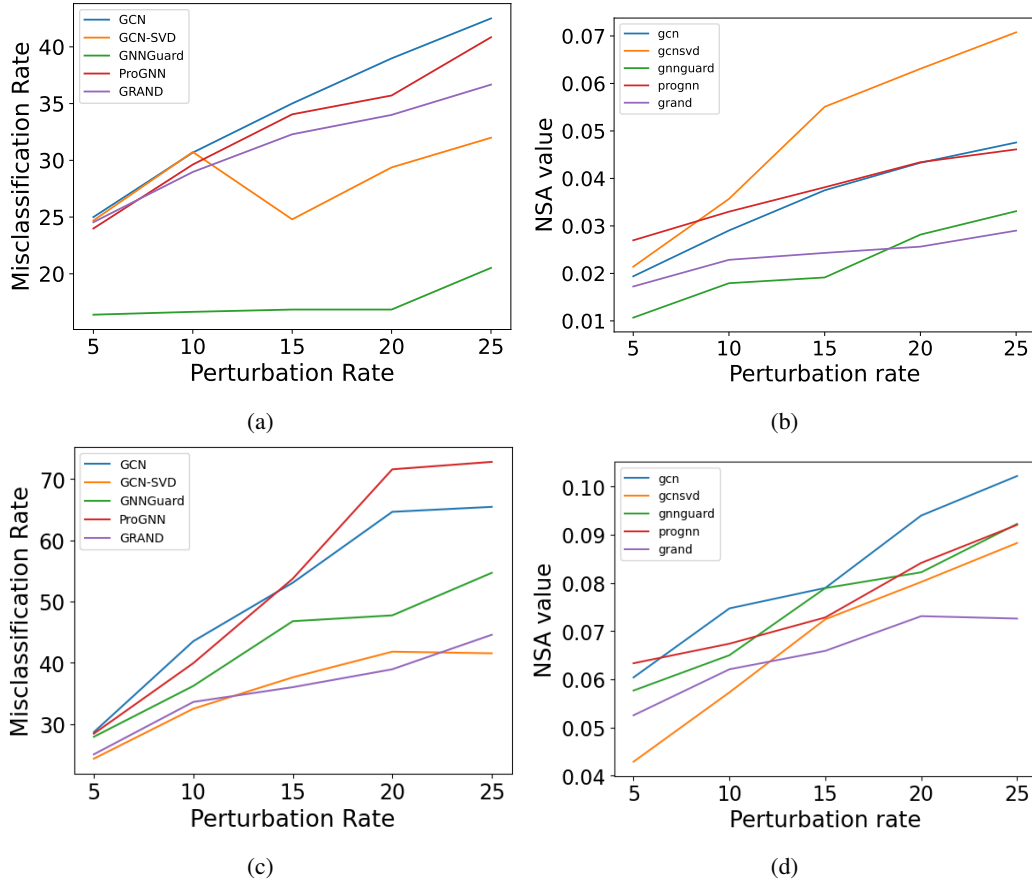 GCN
GCN-SVD
GNNGuard
ProGNN
GRAND
40
35
30
25
20
5 10 15 20 25
Misclassification Rate
Perturbation Rate
(a)
gcn
gcnsvd
gnnguard
prognn
grand
0.07
0.06
0.05
0.04
0.03
0.02
0.01
5 10 15 20 25
NSA value
Perturbation rate
(b)
GCN
GCN-SVD
GNNGuard
ProGNN
GRAND
70
60
50
40
30
5 10 15 20 25
Misclassification Rate
Perturbation Rate
(c)
gcn
gcnsvd
gnnguard
prognn
grand
0.10
0.09
0.08
0.07
0.06
0.05
0.04
5 10 15 20 25
NSA value
Perturbation rate
(d)